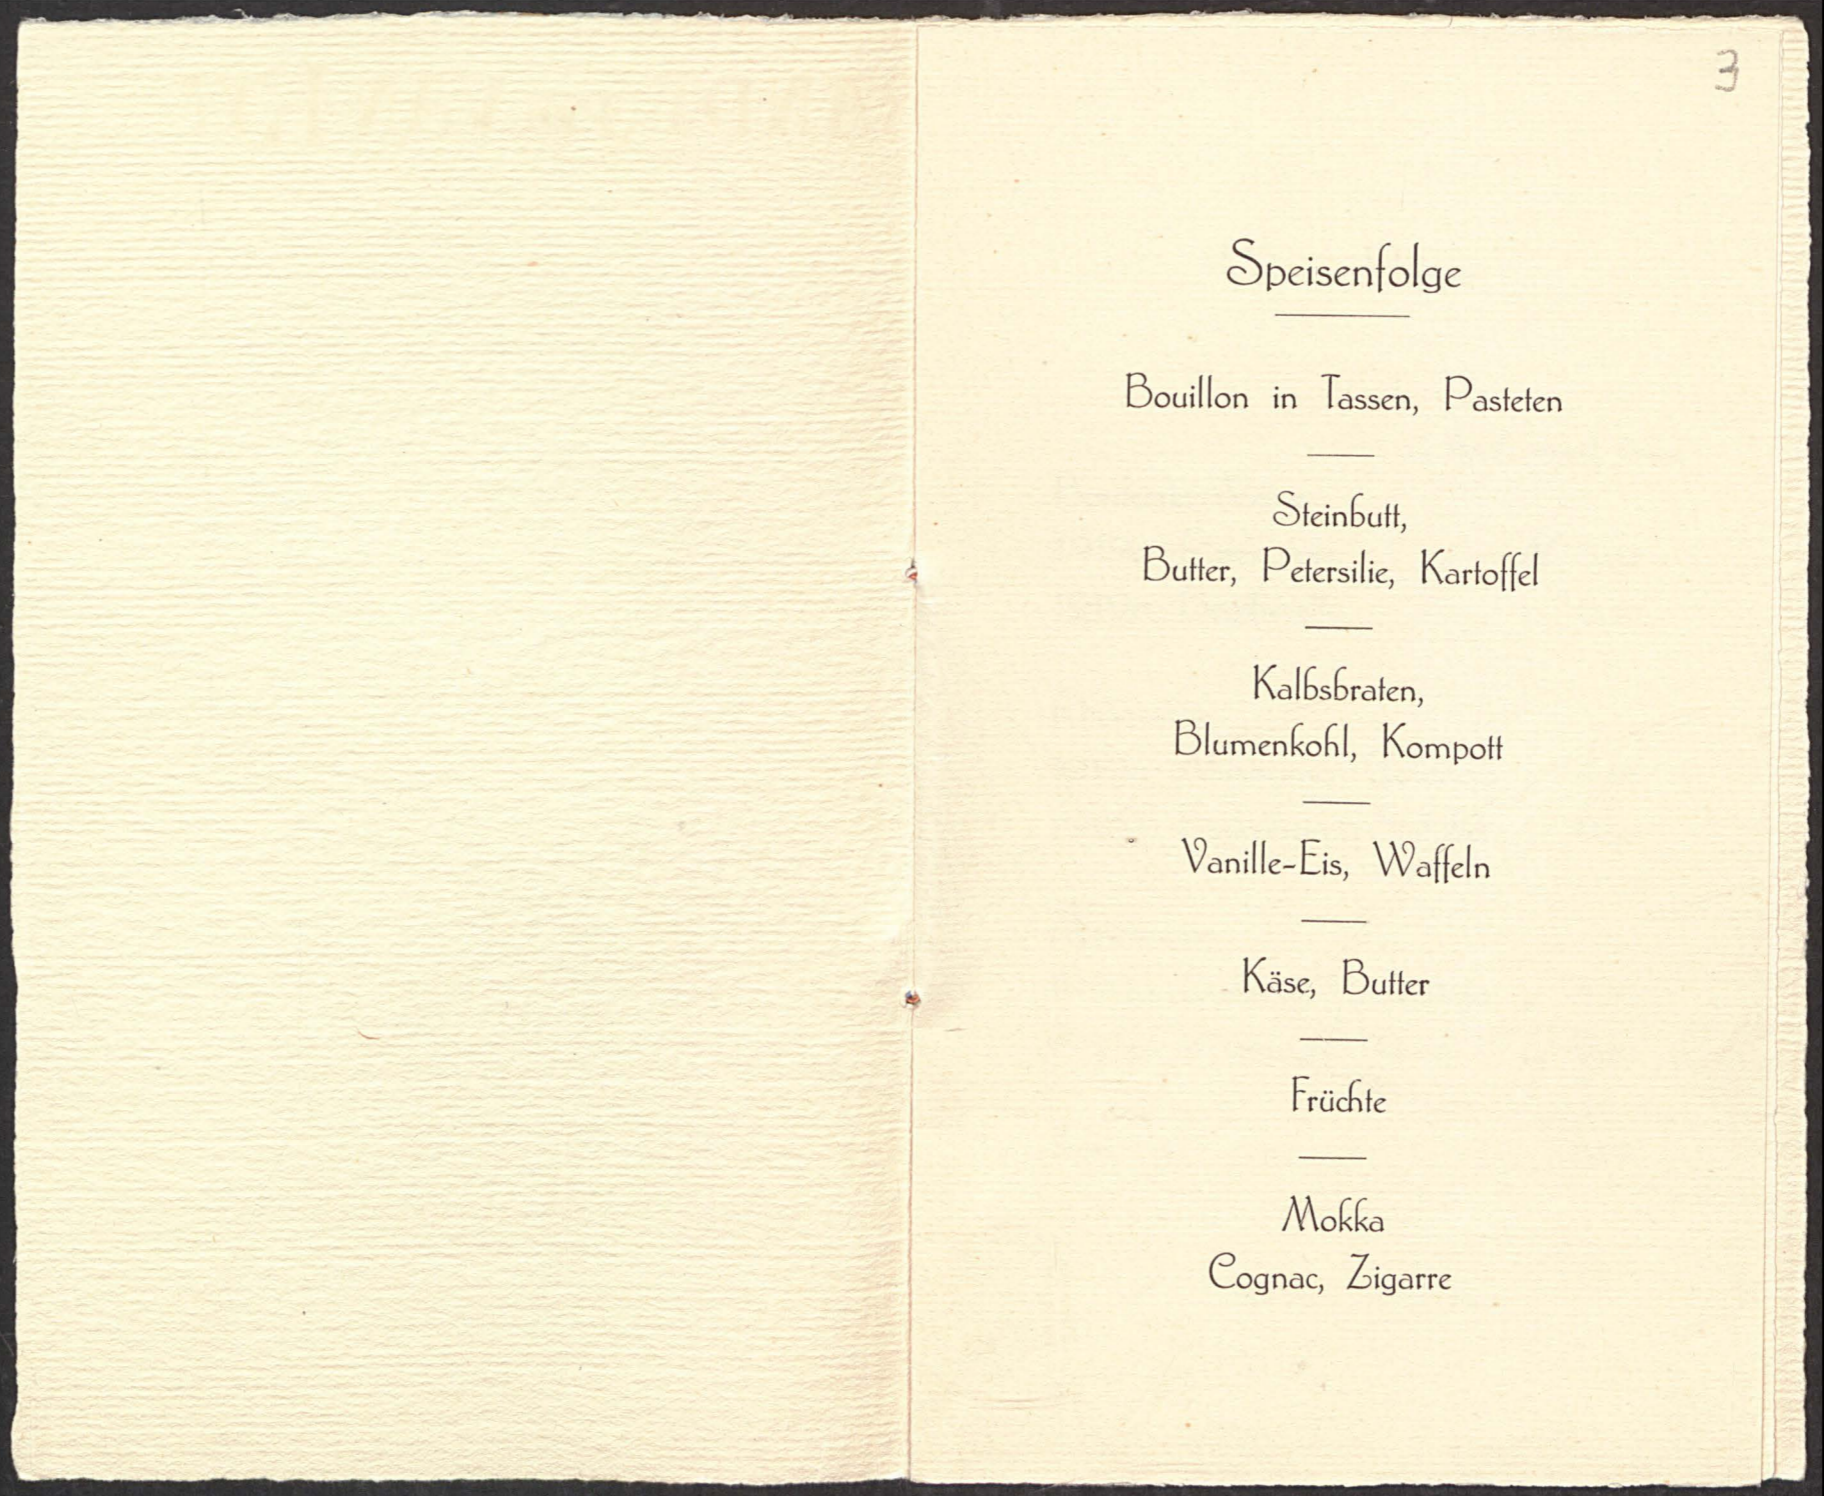 3
Speisenfolge
Bouillon in Tassen, Pasteten
Steinbutt,
Butter, Petersilie, Kartoffel
Kalbsbraten,
Blumenkohl, Kompott
Vanille-Eis, Waffeln
Käse, Butter
Früchte
Mokka
Cognac, Zigarre